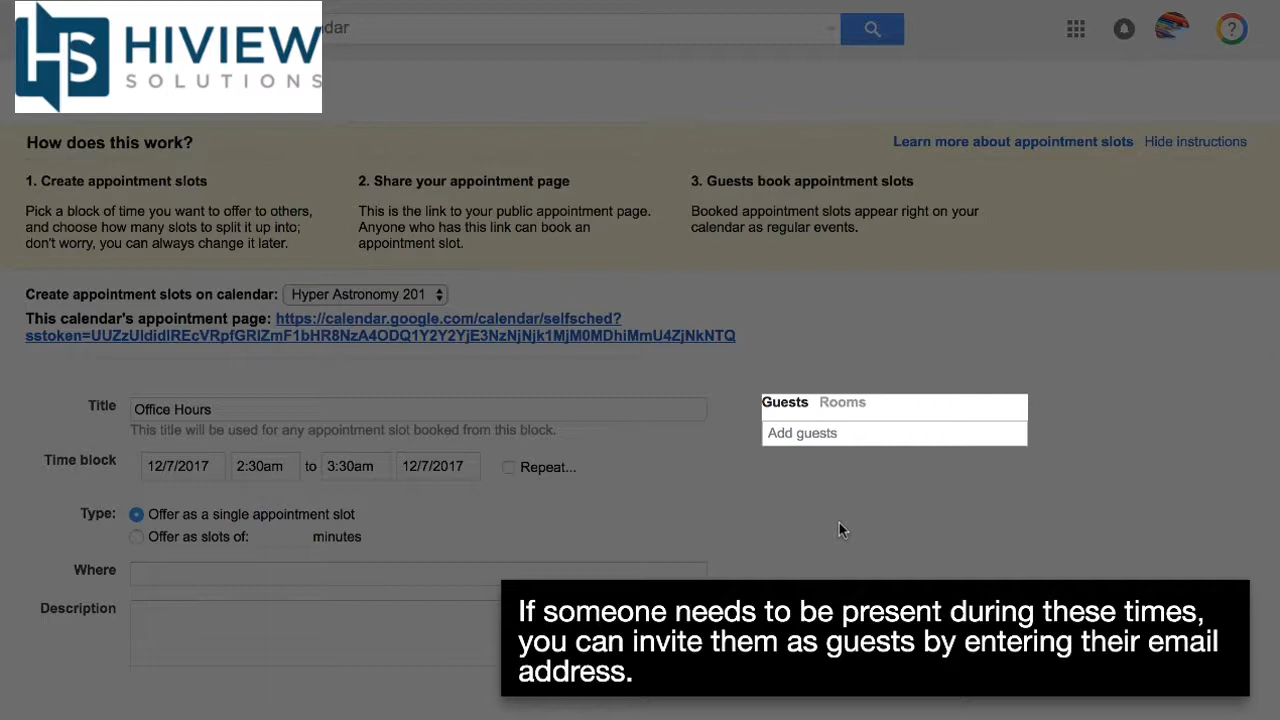 HS HIVIEW
SOLUTIONS
dar
?
How does this work?
Learn more about appointment slots Hide instructions
1. Create appointment slots
Pick a block of time you want to offer to others,
and choose how many slots to split it up into;
don't worry, you can always change it later.
2. Share your appointment page
This is the link to your public appointment page.
Anyone who has this link can book an
appointment slot.
3. Guests book appointment slots
Booked appointment slots appear right on your
calendar as regular events.
Create appointment slots on calendar: Hyper Astronomy 201
This calendar's appointment page: https://calendar.google.com/calendar/selfsched?
Title Office Hours
This title will be used for any appointment slot booked from this block.
Time block 12/7/2017 2:30am to 3:30am 12/7/2017 Repeat...
Type: Offer as a single appointment slot
Offer as slots of: minutes
Where
Description
Guests Rooms
Add guests
If someone needs to be present during these times,
you can invite them as guests by entering their email
address.